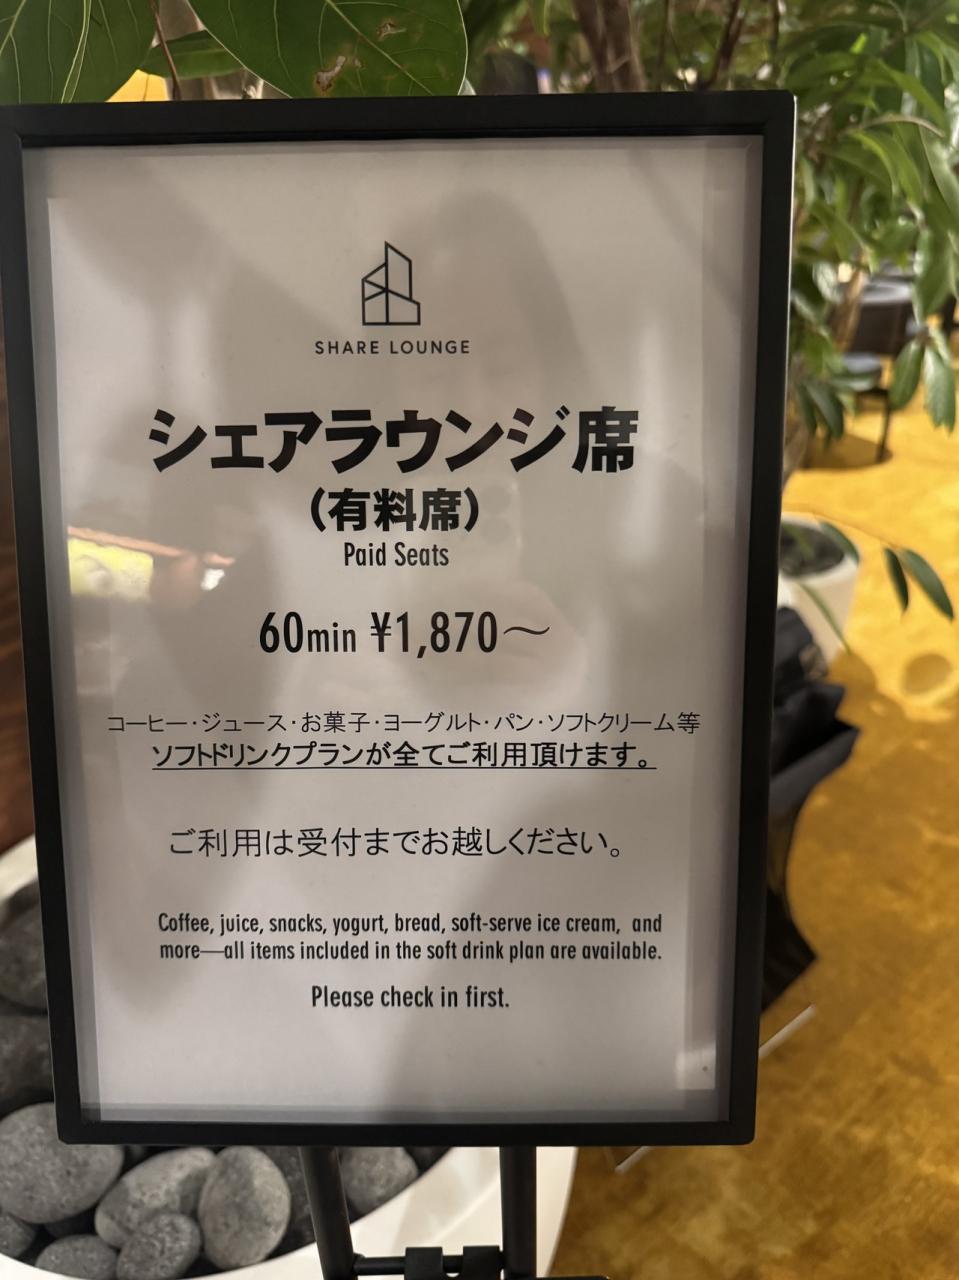 SHARE LOUNGE
シェアラウンジ席
（有料席）
Paid Seats
60min ¥1,870～
コーヒー・ジュース・お菓子・ヨーグルト・パン・ソフトクリーム等
ソフトドリンクプランが全てご利用頂けます。
ご利用は受付までお越しください。
Coffee, juice, snacks, yogurt, bread, soft-serve ice cream, and
more—all items included in the soft drink plan are available.
Please check in first.